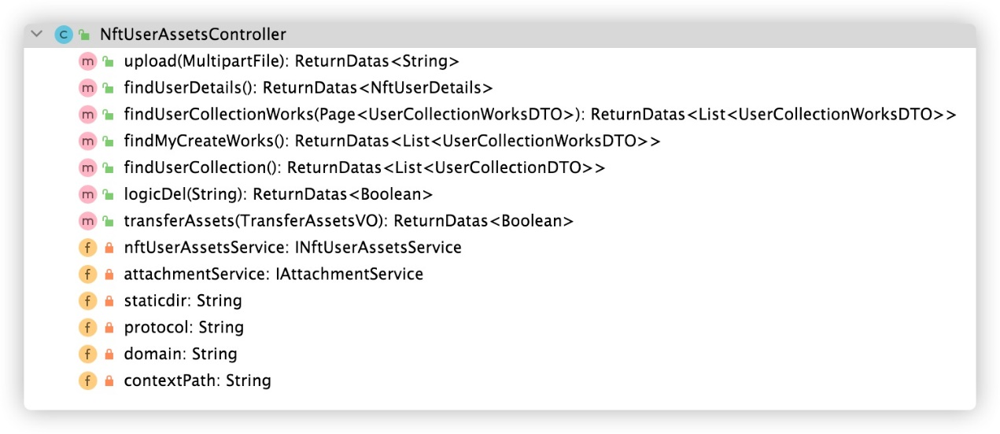 C NftUserAssetsController
m upload(MultipartFile): ReturnDatas<String>
m findUserDetails(): ReturnDatas<NftUserDetails>
m findUserCollectionWorks(Page<UserCollectionWorksDTO>): ReturnDatas<List<UserCollectionWorksDTO>>
m findMyCreateWorks(): ReturnDatas<List<UserCollectionWorksDTO>>
m findUserCollection(): ReturnDatas<List<UserCollectionDTO>>
m logicDel(String): ReturnDatas<Boolean>
m transferAssets(TransferAssetsVO): ReturnDatas<Boolean>
f nftUserAssetsService: INftUserAssetsService
f attachmentService: IAttachmentService
f staticdir: String
f protocol: String
f domain: String
f contextPath: String